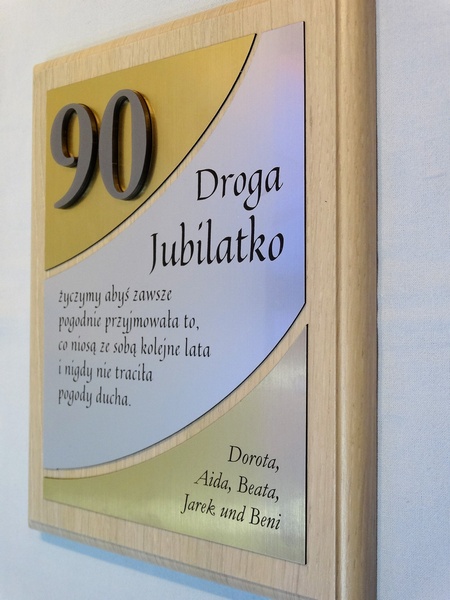 90
Droga
Jubilatko
życzymy abyś zawsze
pogodnie przyjmowała to,
co niosą ze sobą kolejne lata
i nigdy nie traciła
pogody ducha.
Dorota,
Aida, Beata,
Jarek und Beni